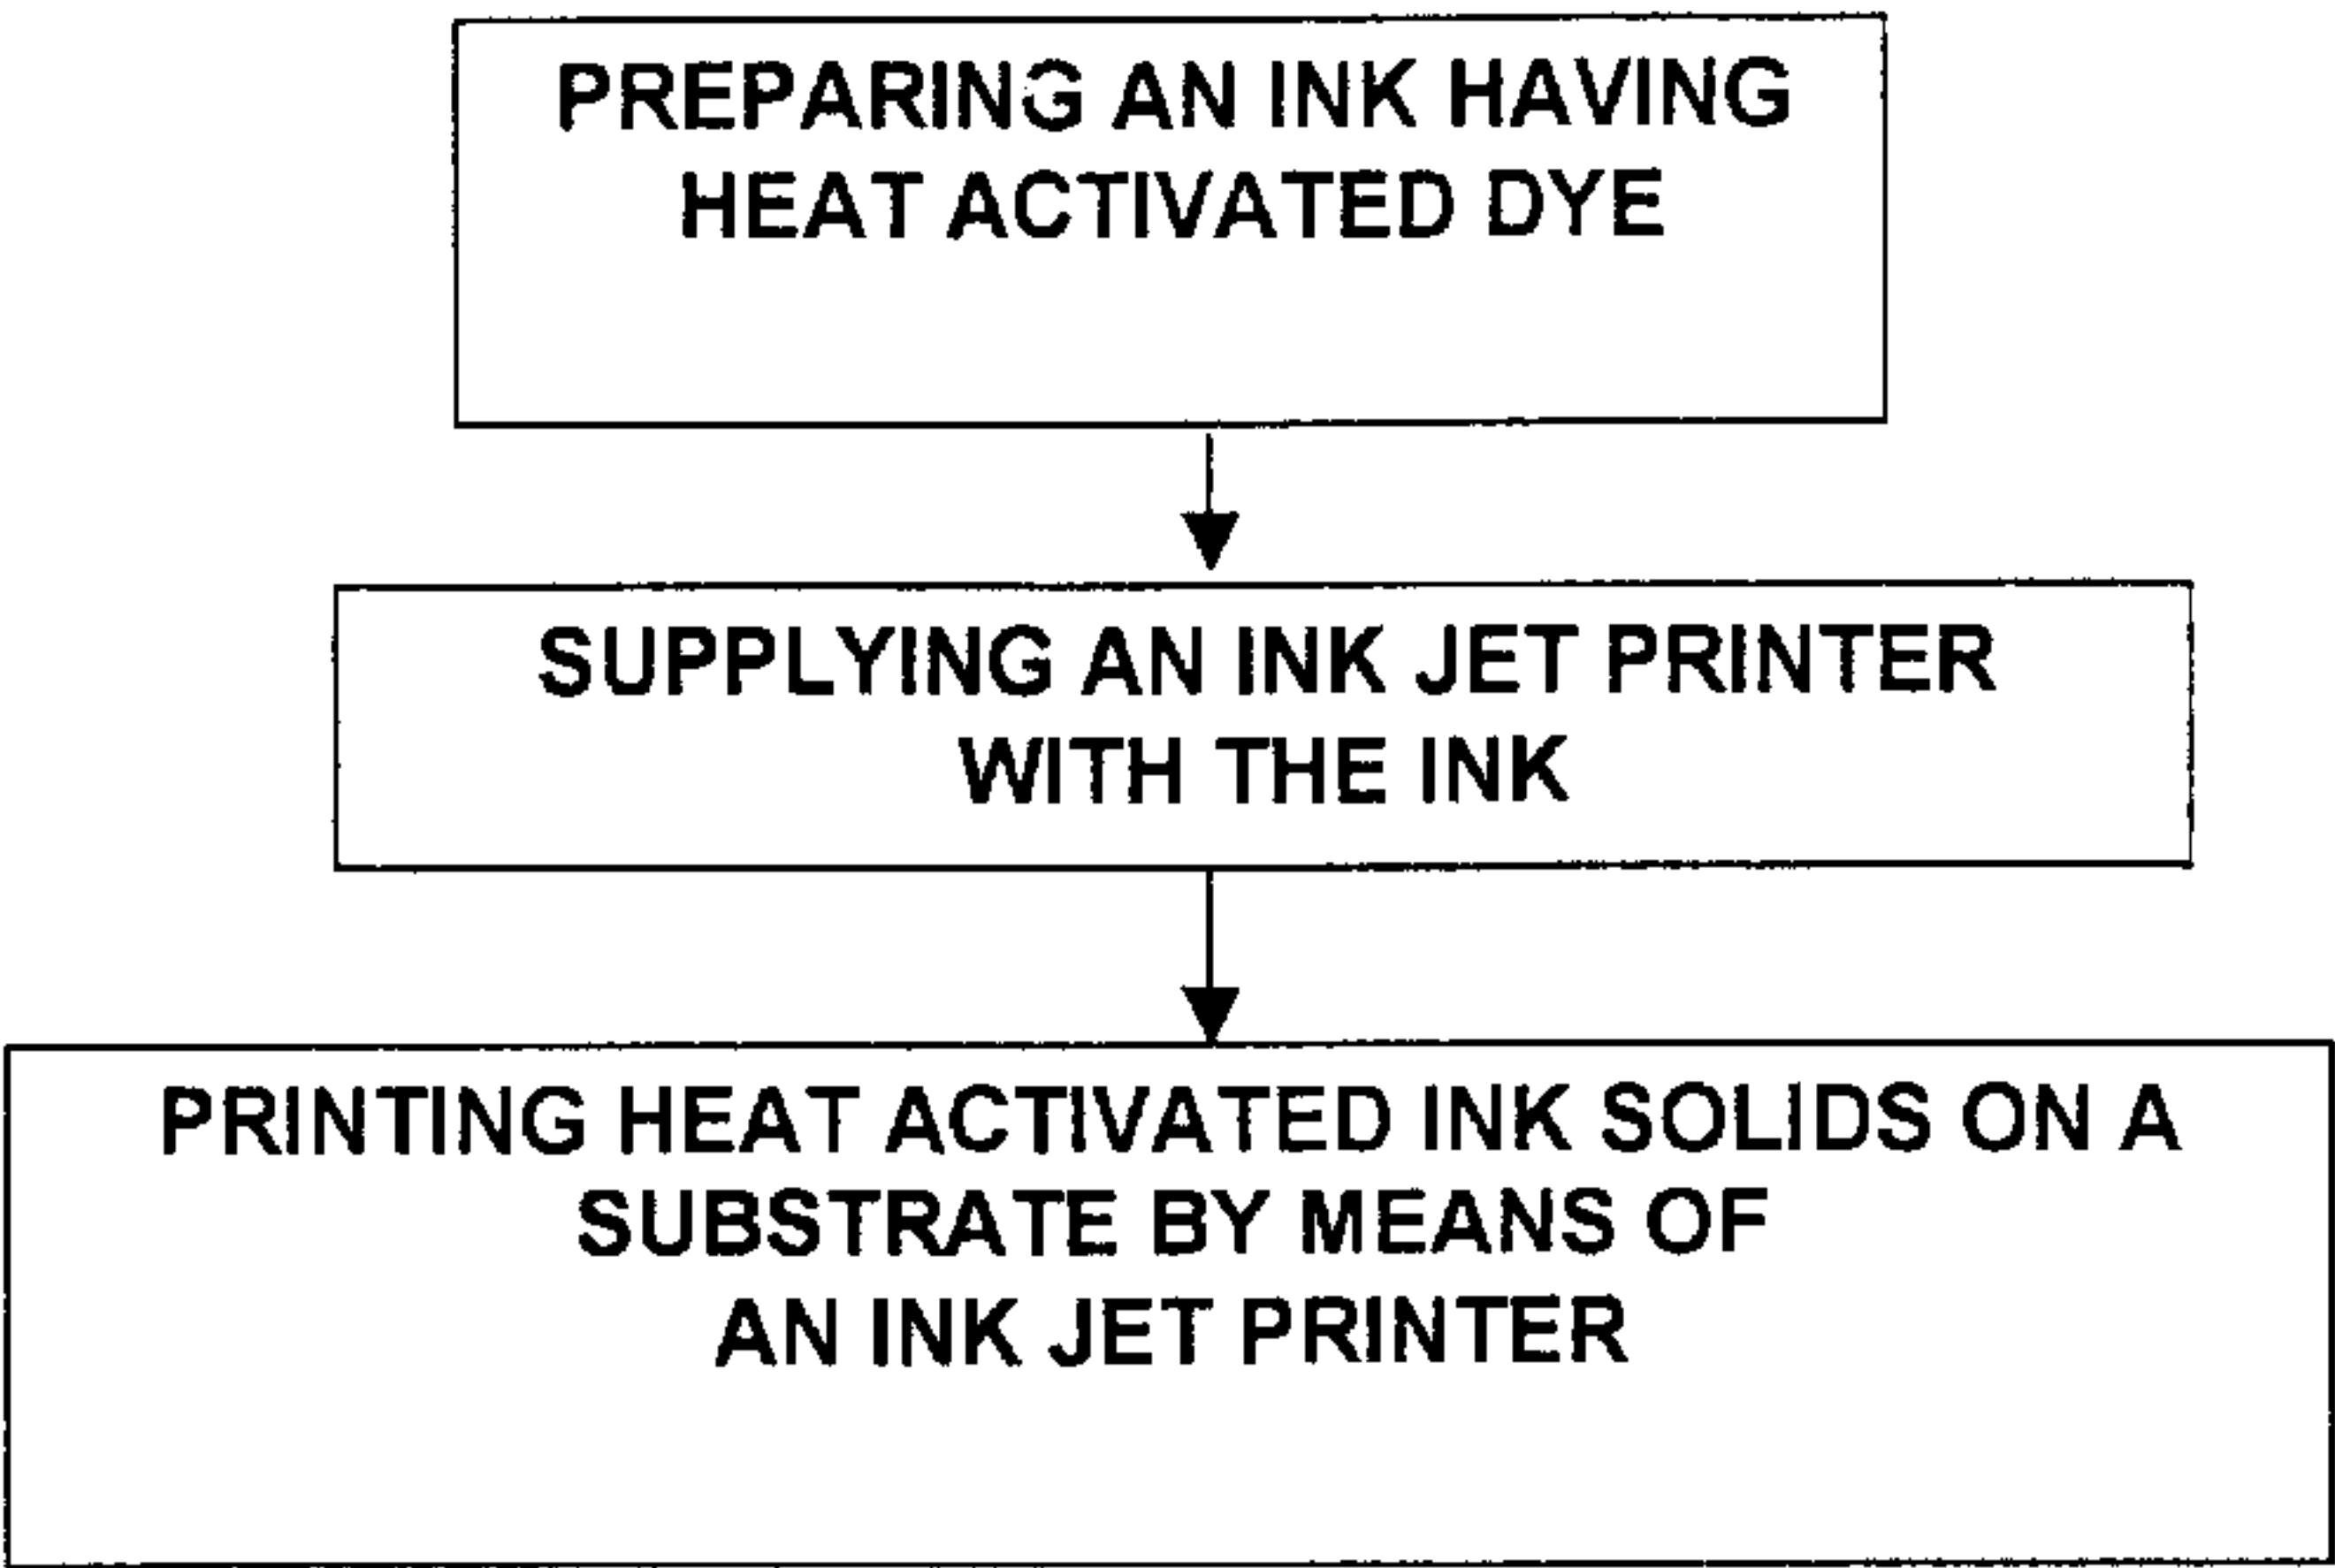 PREPARING AN INK HAVING
HEAT ACTIVATED DYE
SUPPLYING AN INK JET PRINTER
WITH THE INK
PRINTING HEAT ACTIVATED INK SOLIDS ON A
SUBSTRATE BY MEANS OF
AN INK JET PRINTER